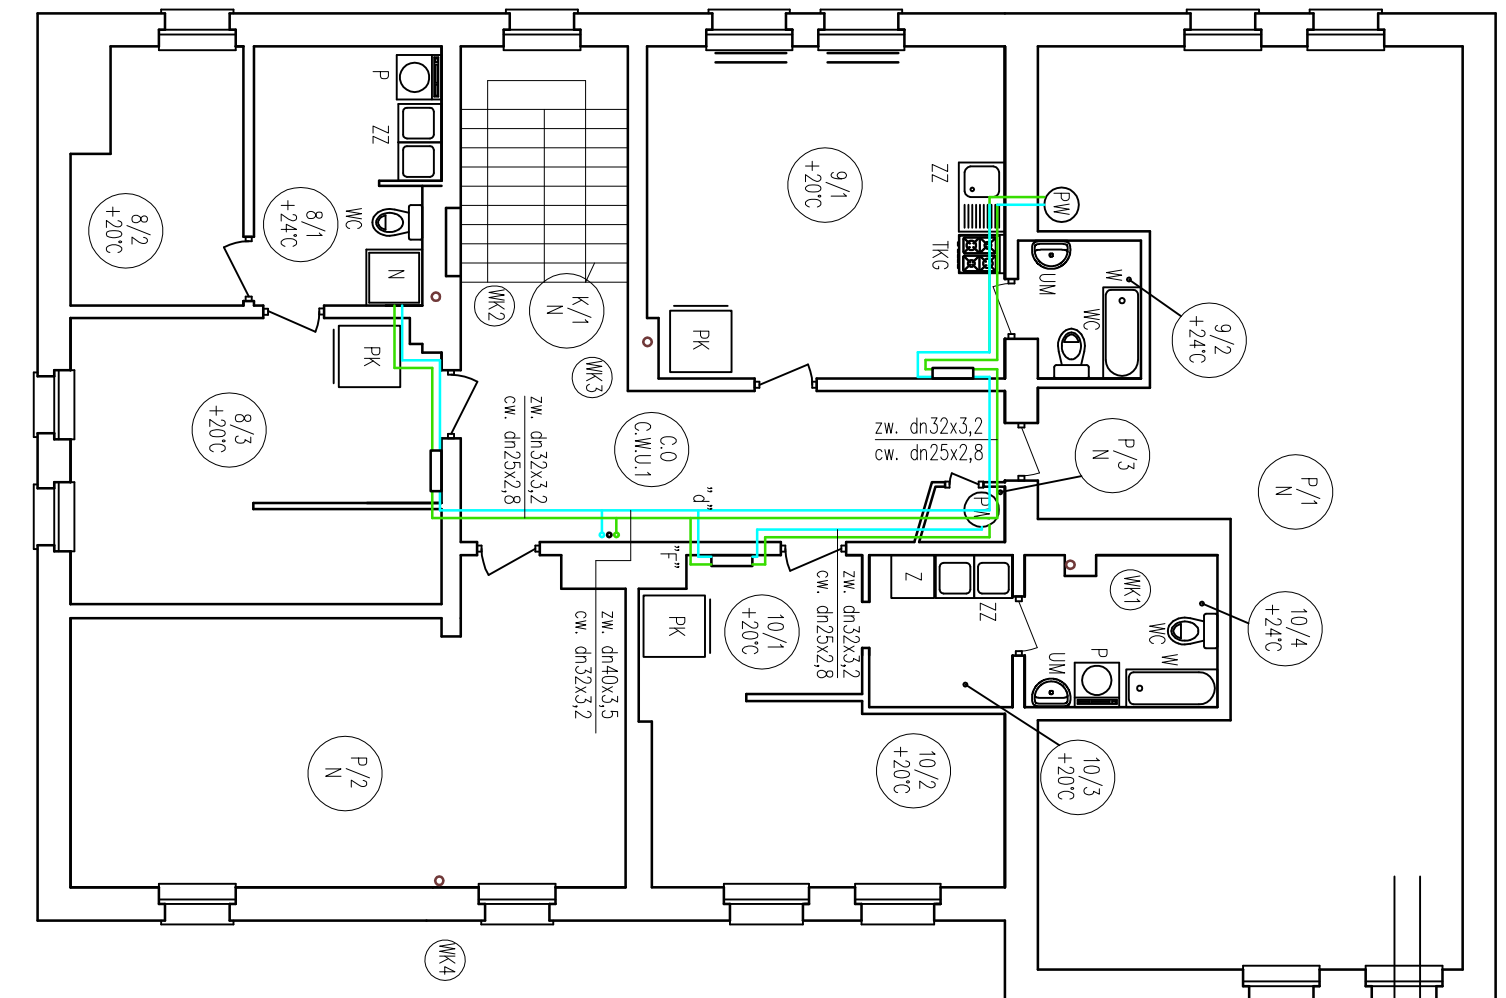 P
ZZ
8/2
+20°C
8/1
+24°C
WC
N
WK2
K/1
N
WK3
9/1
+20°C
ZZ
TKG
PW
UM
W
WC
9/2
+24°C
PK
PK
8/3
+20°C
zw. dn32x3,2
cw. dn25x2,8
C.O
C.W.U.1
zw. dn32x3,2
cw. dn25x2,8
"d"
P/3
N
P/1
N
"F"
zw. dn32x3,2
cw. dn25x2,8
Z
ZZ
WK1
WC
10/4
+24°C
W
P
UM
10/1
+20°C
PK
zw. dn40x3,5
cw. dn32x3,2
P/2
N
10/2
+20°C
10/3
+20°C
WK4